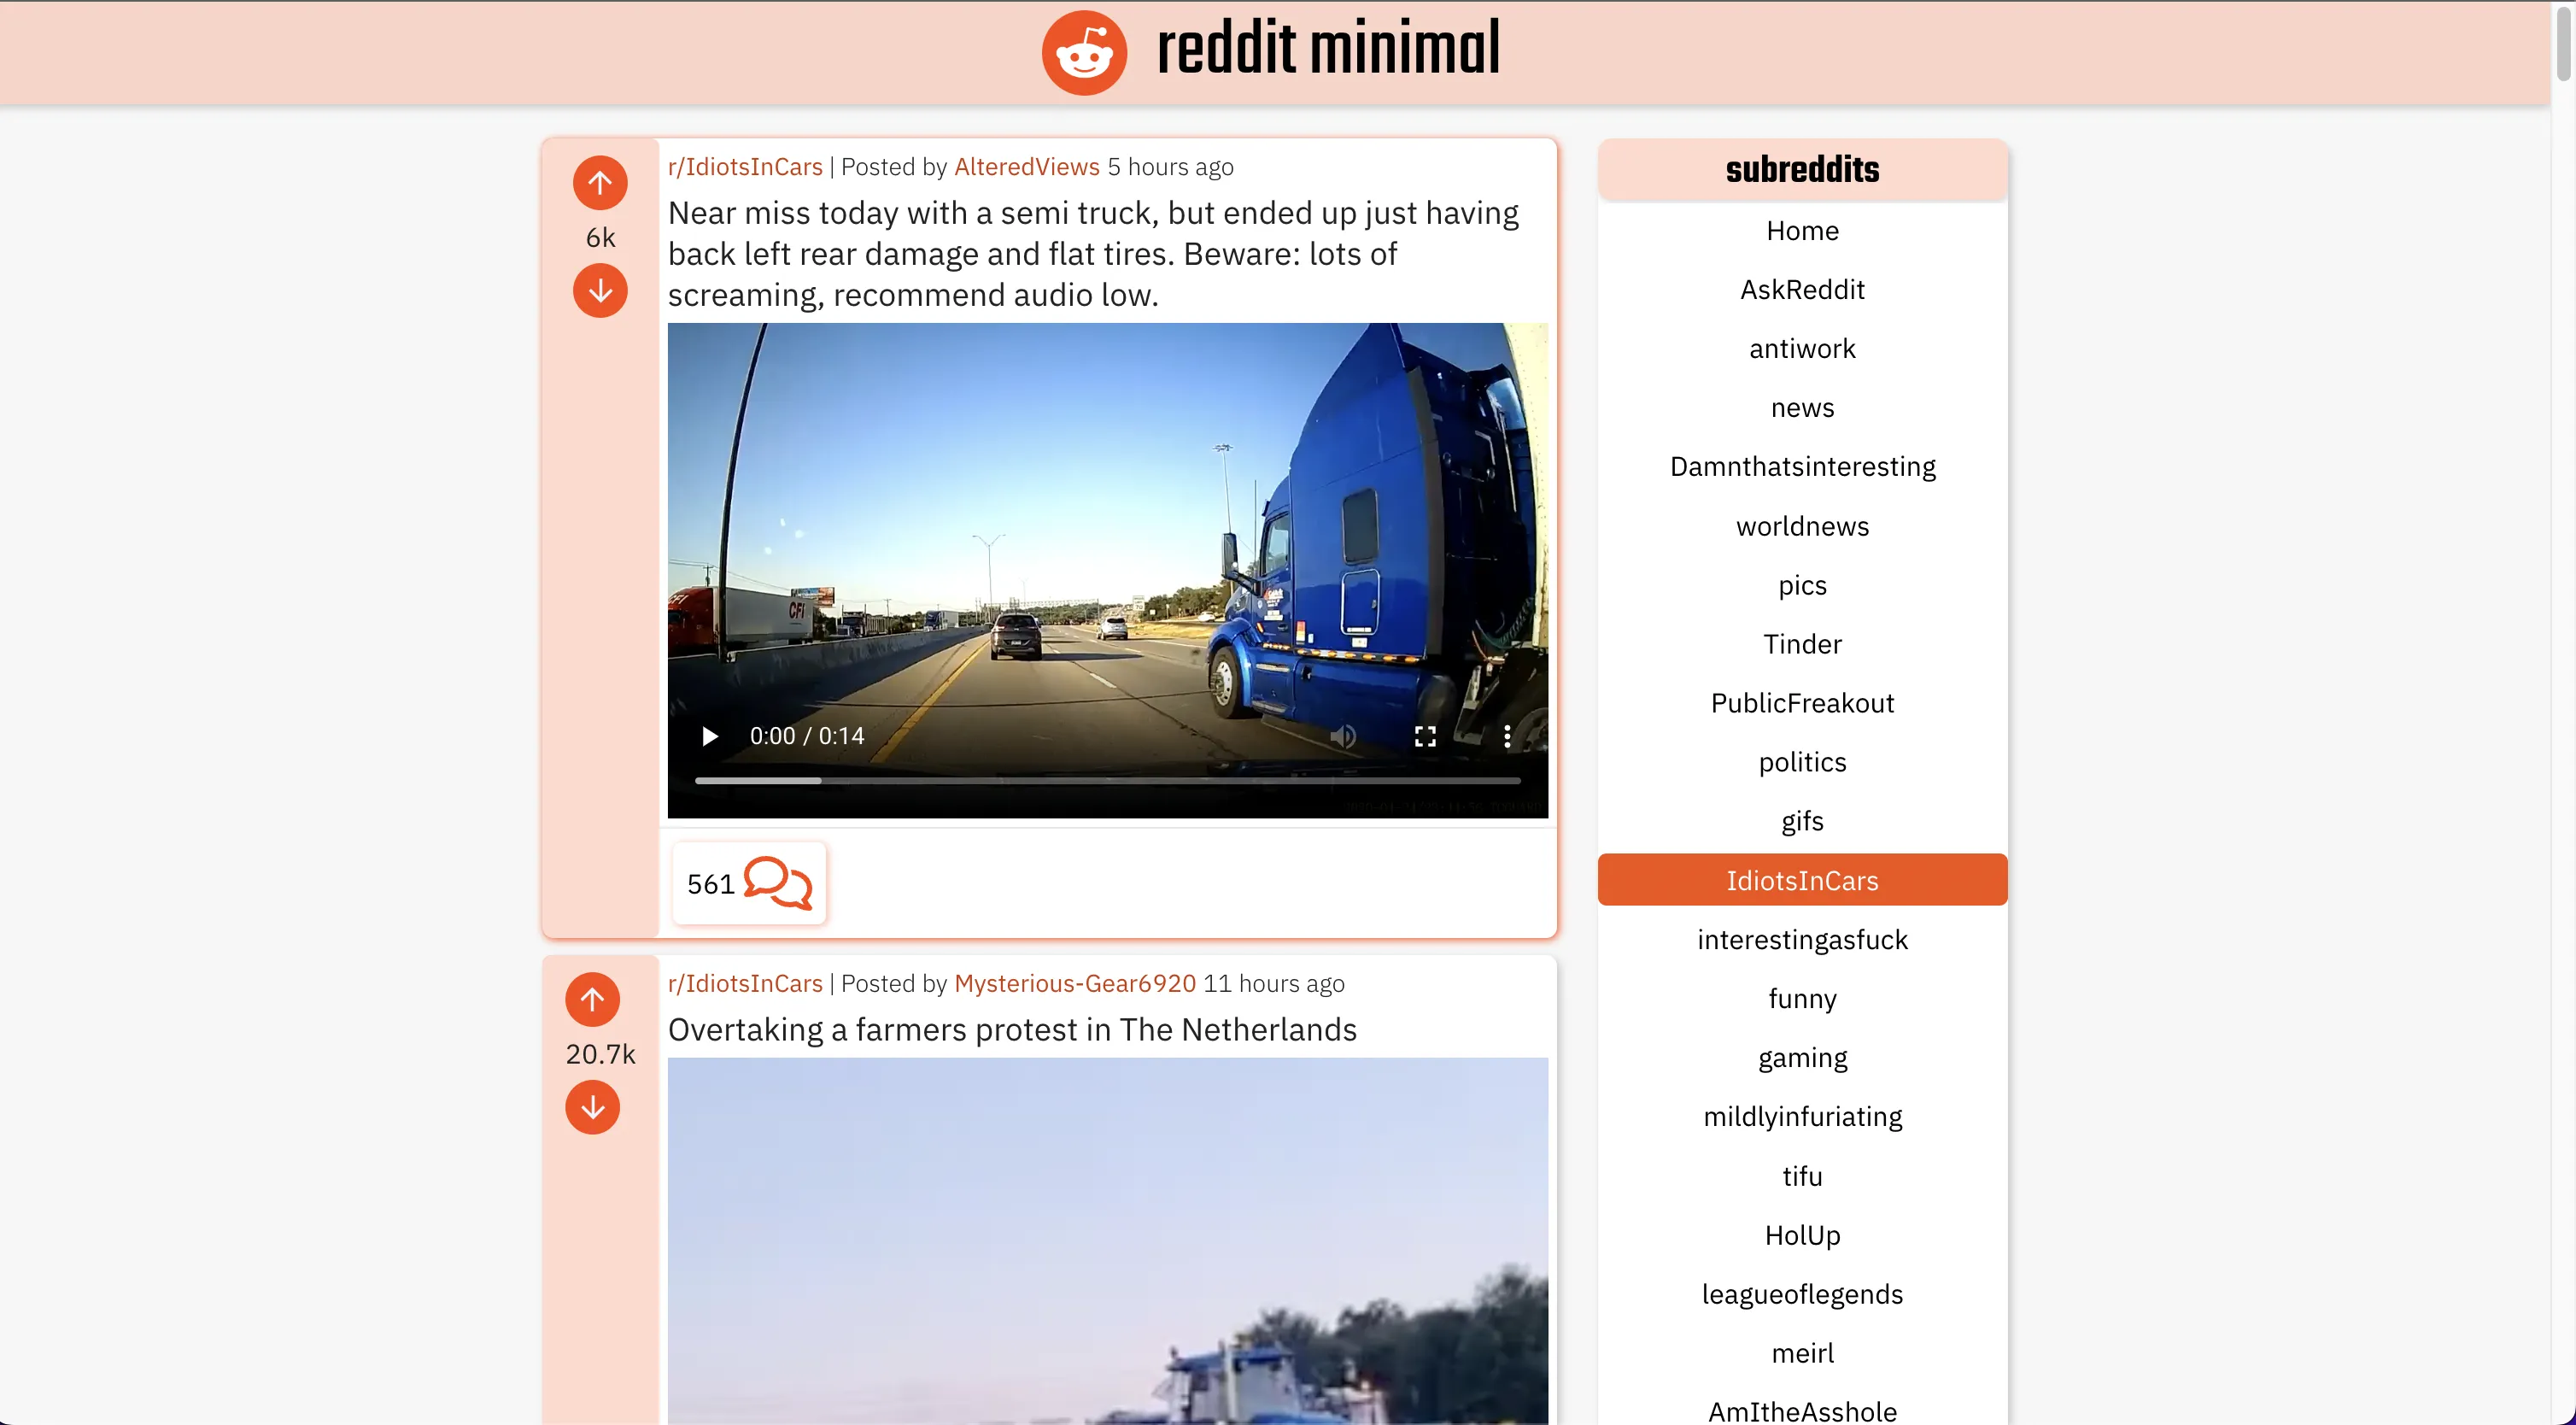 reddit minimal
r/IdiotsInCars | Posted by AlteredViews 5 hours ago
6k
Near miss today with a semi truck, but ended up just having
back left rear damage and flat tires. Beware: lots of
screaming, recommend audio low.
CFI
CFI
0:00 / 0:14
561
r/IdiotsInCars | Posted by Mysterious-Gear6920 11 hours ago
20.7k
Overtaking a farmers protest in The Netherlands
subreddits
Home
AskReddit
antiwork
news
Damnthatsinteresting
worldnews
pics
Tinder
PublicFreakout
politics
gifs
IdiotsInCars
interestingasfuck
funny
gaming
mildlyinfuriating
tifu
HolUp
leagueoflegends
meirl
AmItheAsshole